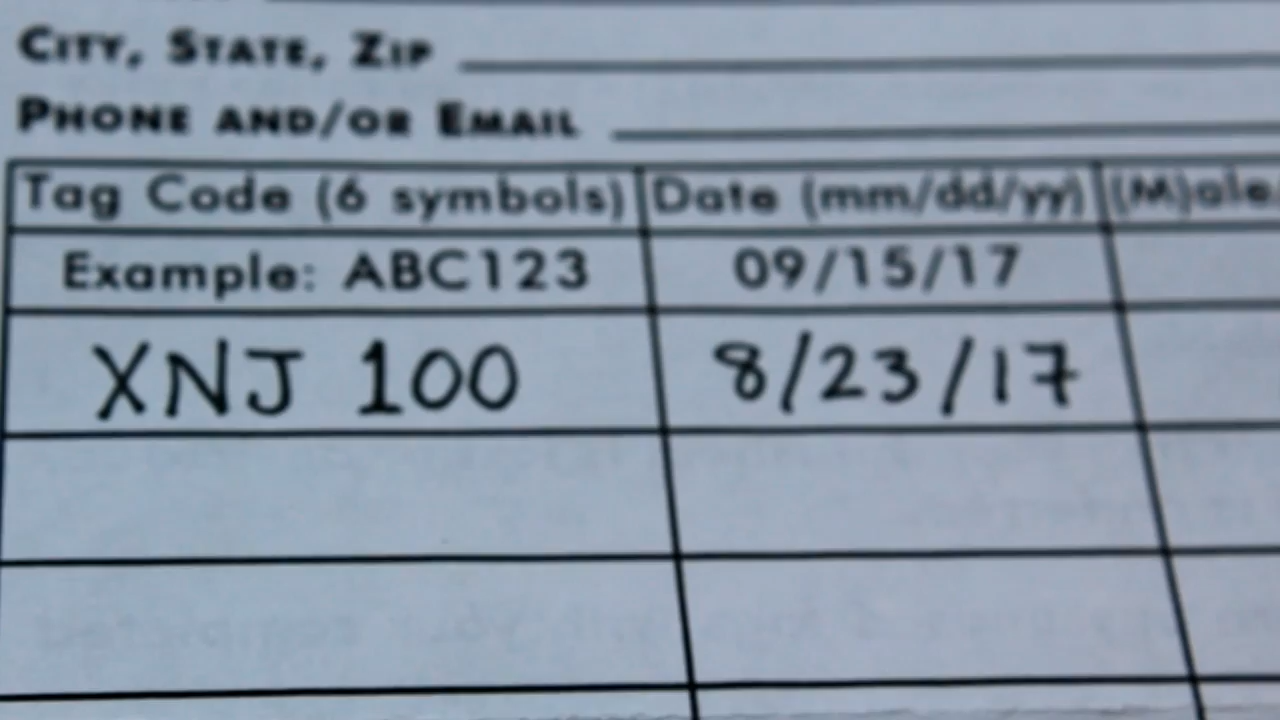 CITY, STATE, ZIP
PHONE AND/OR EMAIL
Tag Code (6 symbols) Date (mm/dd/yy) (M)ale
Example: ABC123 09/15/17
XNJ 100 8/23/17